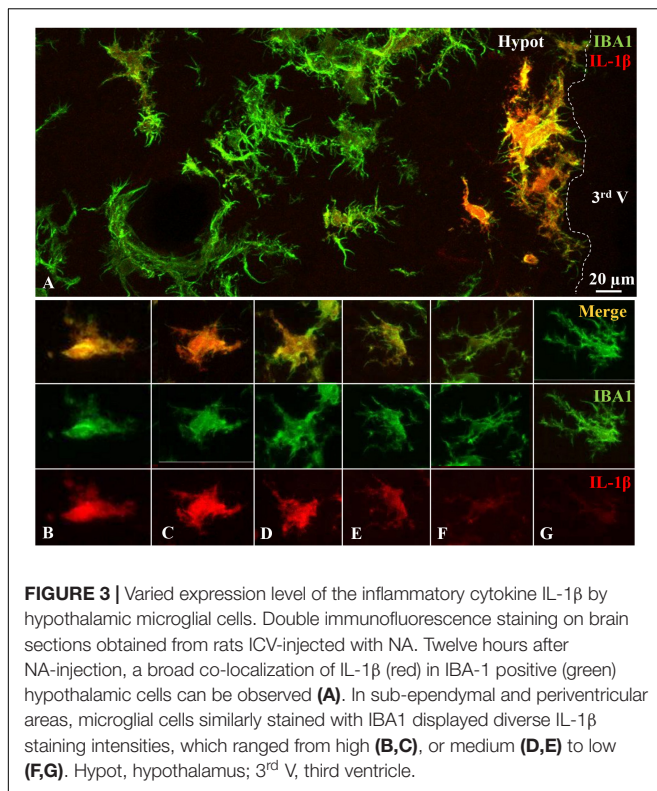 Hypot IBA1
IL-1β
3rd V
A 20 µm
Merge
IBA1
IL-1β
B C D E F G
FIGURE 3 | Varied expression level of the inflammatory cytokine IL-1β by
hypothalamic microglial cells. Double immunofluorescence staining on brain
sections obtained from rats ICV-injected with NA. Twelve hours after
NA-injection, a broad co-localization of IL-1β (red) in IBA-1 positive (green)
hypothalamic cells can be observed (A). In sub-ependymal and periventricular
areas, microglial cells similarly stained with IBA1 displayed diverse IL-1β
staining intensities, which ranged from high (B,C), or medium (D,E) to low
(F,G). Hypot, hypothalamus; 3rd V, third ventricle.